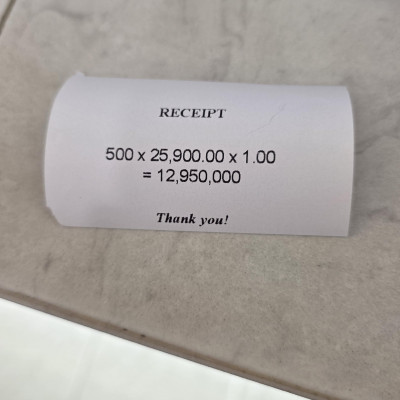 RECEIPT
500 x 25,900.00 x 1.00
= 12,950,000
Thank you!